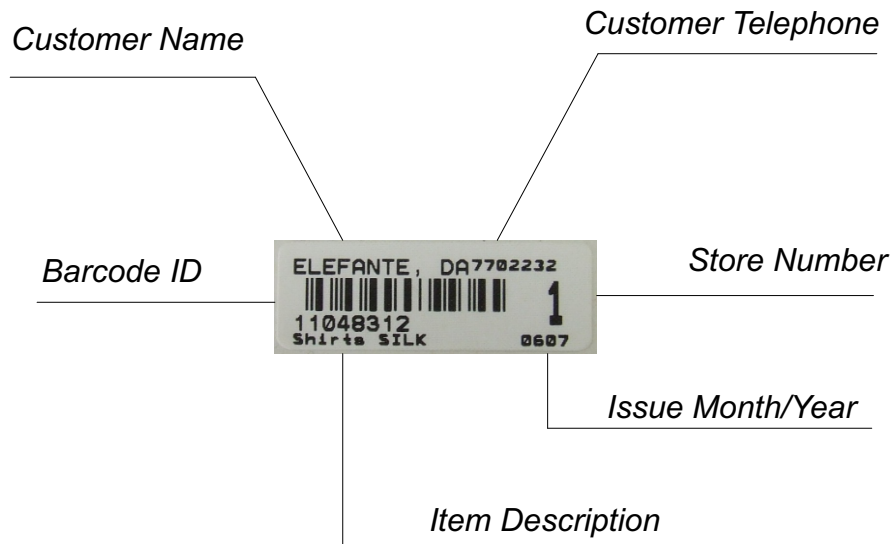 Customer Name
Customer Telephone
Barcode ID
ELEFANTE, DA7702232
Store Number
1
11048312
Shirts SILK
0607
Issue Month/Year
Item Description